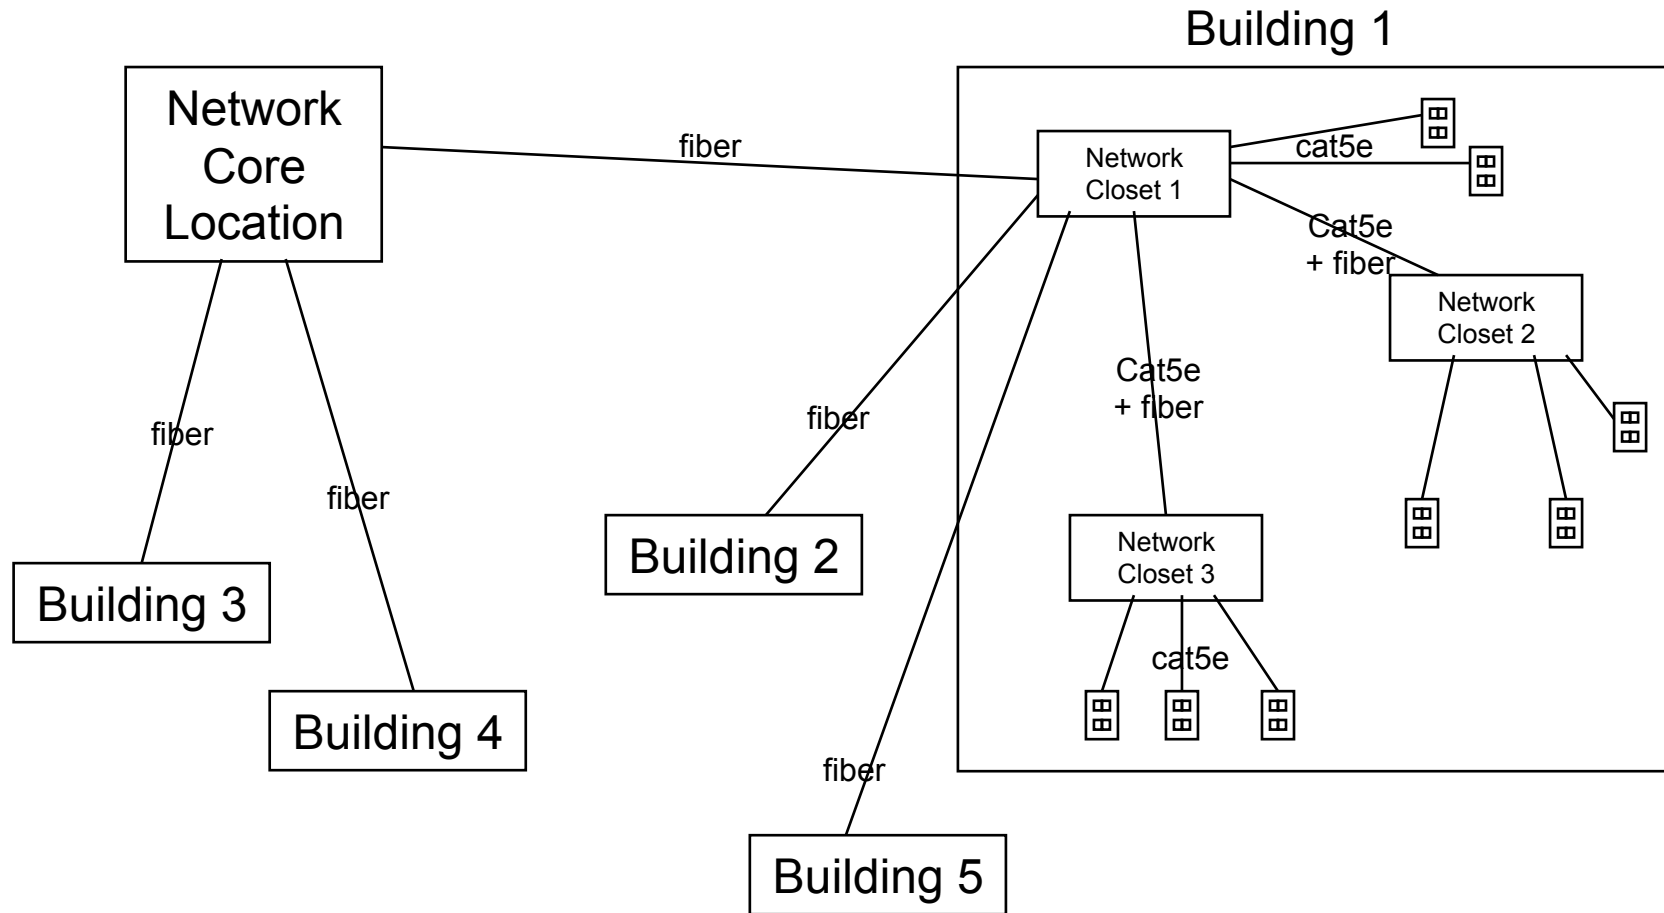 Building 1
Network
Core
Location
fiber
Network
Closet 1
cat5e
Cat5e
+ fiber
Network
Closet 2
Cat5e
+ fiber
fiber
fiber
fiber
Network
Closet 3
Building 2
Building 3
cat5e
Building 4
fiber
Building 5